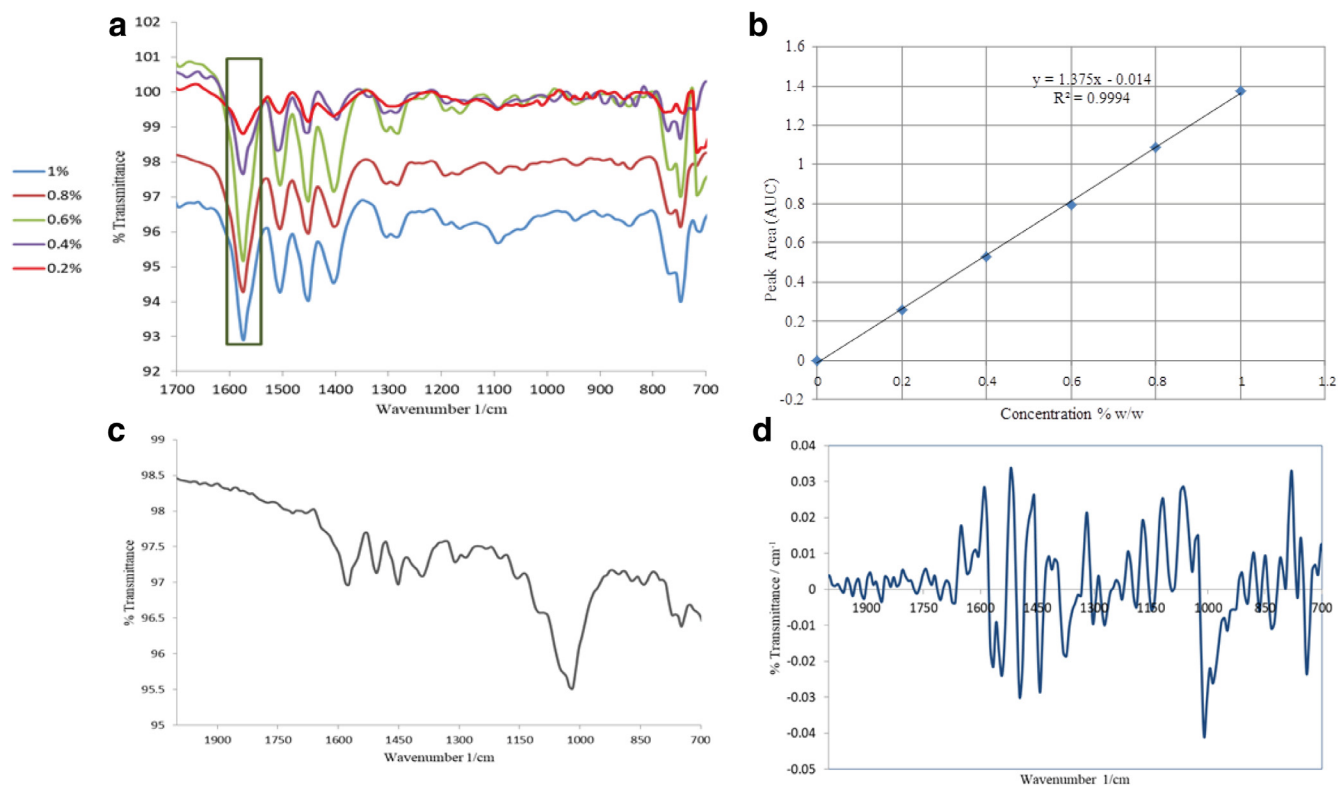 a
102
101
100
99
98
97
96
95
94
93
92
% Transmittance
1%
0.8%
0.6%
0.4%
0.2%
1700 1600 1500 1400 1300 1200 1100 1000 900 800 700
Wavenumber 1/cm
b
1.6
1.4
1.2
1
0.8
0.6
0.4
0.2
0
-0.2
Peak Area (AUC)
y = 1.375x - 0.014
R² = 0.9994
0 0.2 0.4 0.6 0.8 1 1.2
Concentration % w/w
c
99
98.5
98
97.5
97
96.5
96
95.5
95
% Transmittance
1900 1750 1600 1450 1300 1150 1000 850 700
Wavenumber 1/cm
d
0.04
0.03
0.02
0.01
0
-0.01
-0.02
-0.03
-0.04
-0.05
% Transmittance / cm⁻¹
1900 1750 1600 1450 1300 1150 1000 850 700
Wavenumber 1/cm